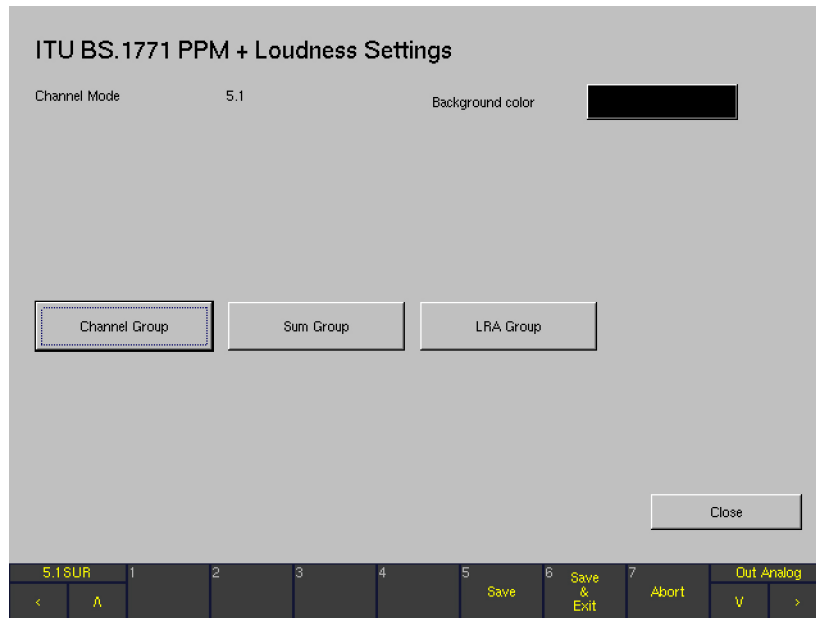 ITU BS.1771 PPM + Loudness Settings
Channel Mode 5.1 Background color
Channel Group Sum Group LRA Group
Close
5.1SUR 1 2 3 4 5 Save 6 Save & Exit 7 Abort Out Analog
< Λ V >